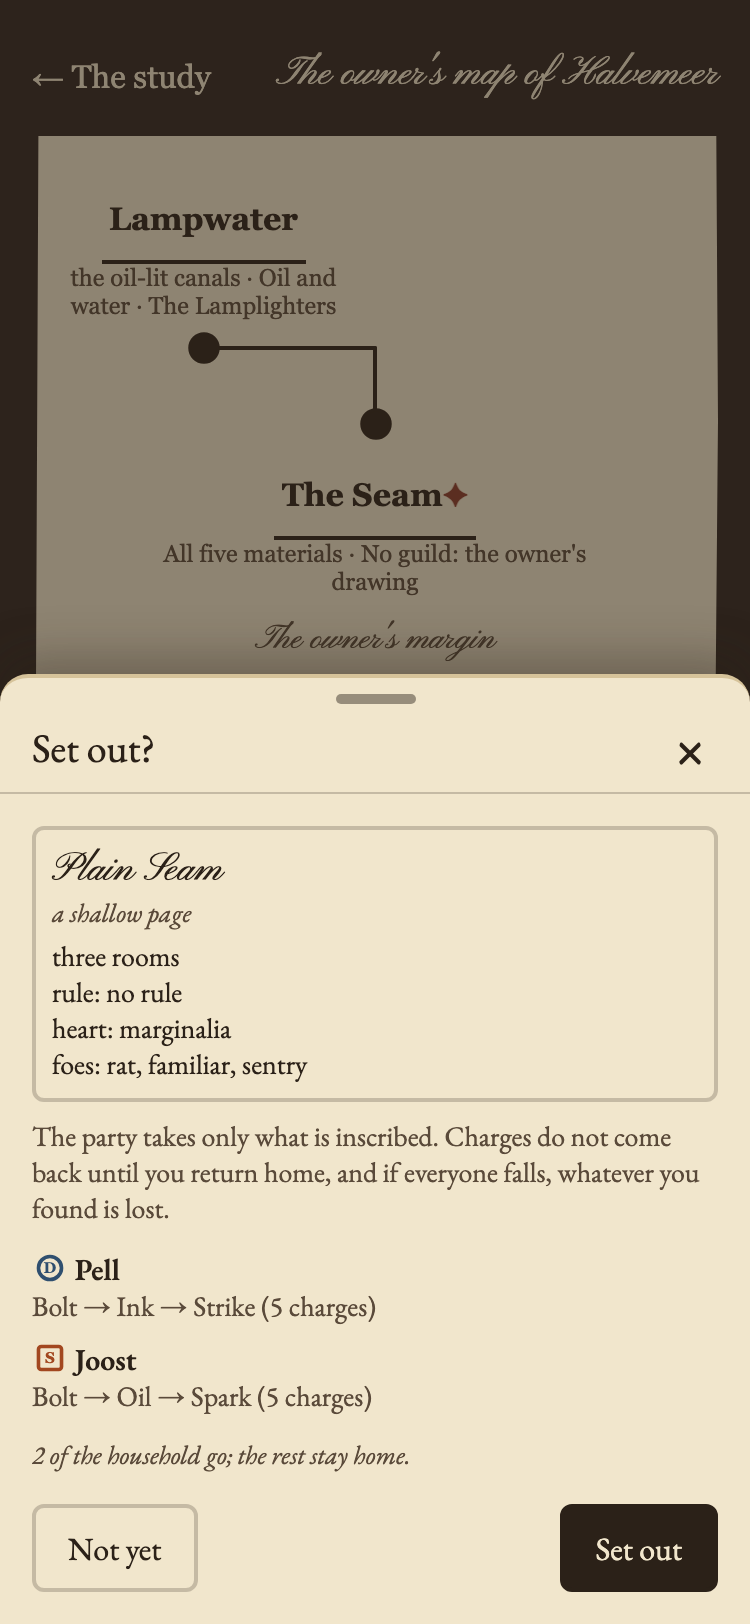 ← The study
The owner's map of Halvemeer
Lampwater
the oil-lit canals · Oil and
water · The Lamplighters
The Seam✦
All five materials · No guild: the owner's
drawing
The owner's margin
Set out?
Plain Seam
a shallow page
three rooms
rule: no rule
heart: marginalia
foes: rat, familiar, sentry
The party takes only what is inscribed. Charges do not come
back until you return home, and if everyone falls, whatever you
found is lost.
D Pell
Bolt → Ink → Strike (5 charges)
S Joost
Bolt → Oil → Spark (5 charges)
2 of the household go; the rest stay home.
Not yet
Set out